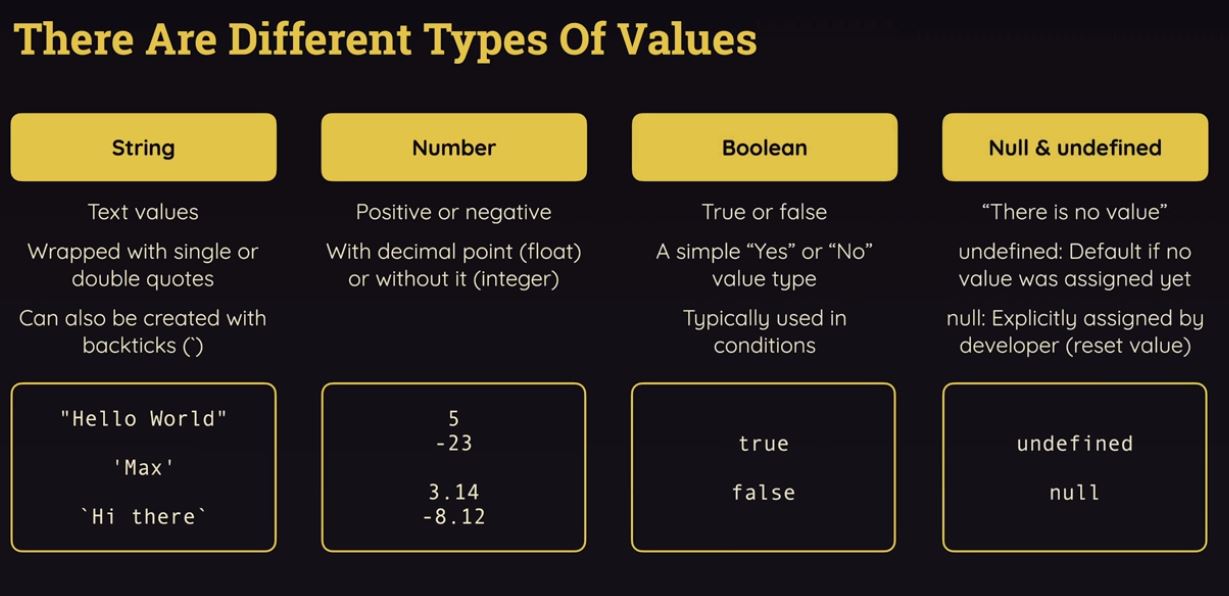 There Are Different Types Of Values
String
Text values
Wrapped with single or
double quotes
Can also be created with
backticks (`)
"Hello World"
'Max'
`Hi there`
Number
Positive or negative
With decimal point (float)
or without it (integer)
5
-23
3.14
-8.12
Boolean
True or false
A simple “Yes” or “No”
value type
Typically used in
conditions
true
false
Null & undefined
“There is no value”
undefined: Default if no
value was assigned yet
null: Explicitly assigned by
developer (reset value)
undefined
null